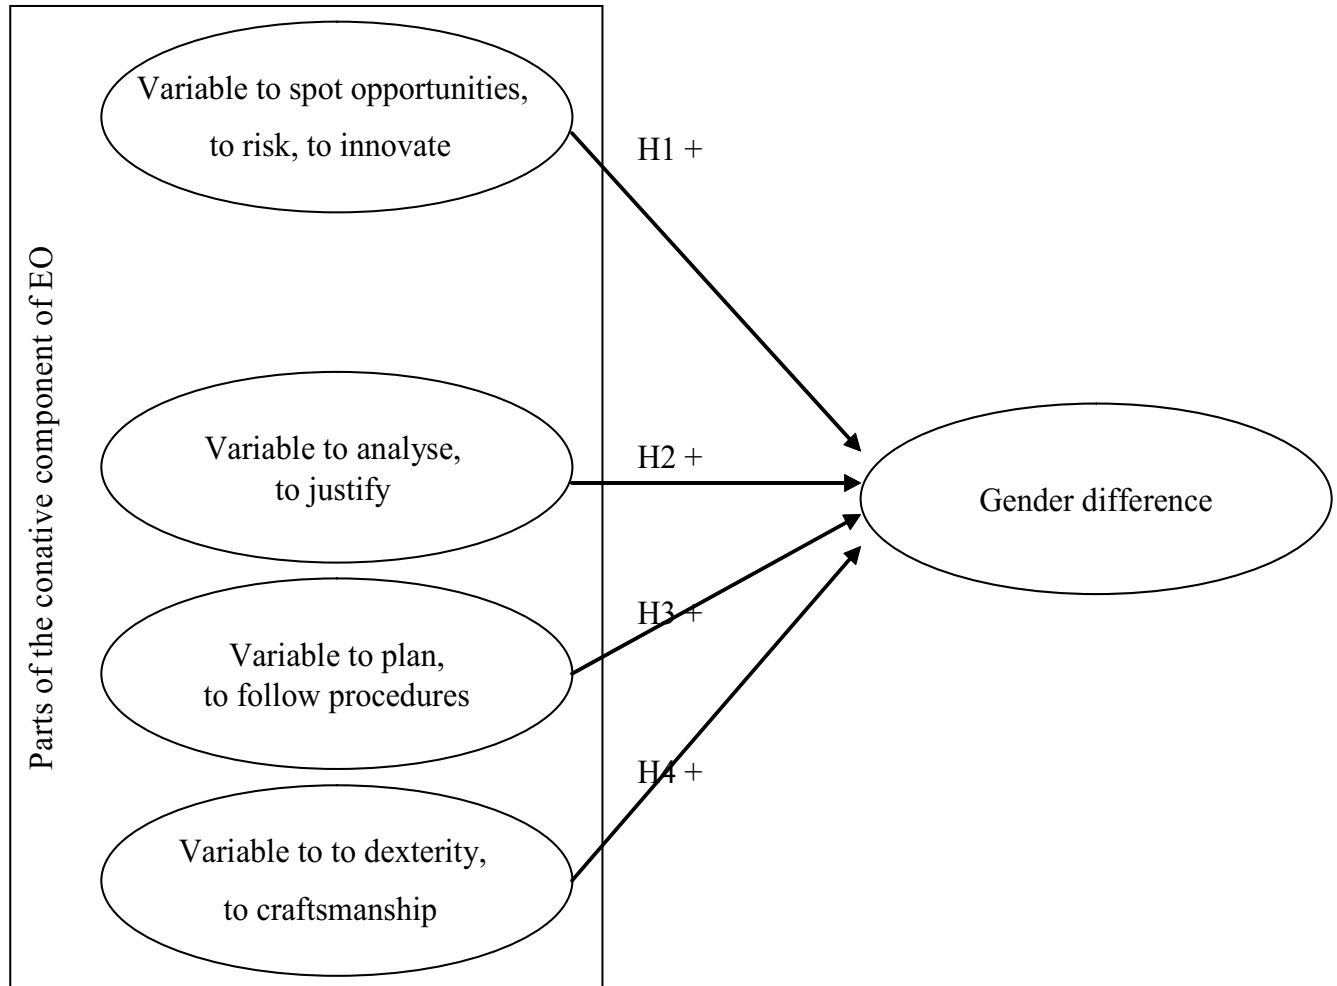 Parts of the conative component of EO
Variable to spot opportunities,
to risk, to innovate
H1 +
Variable to analyse,
to justify
H2 +
Gender difference
Variable to plan,
to follow procedures
H3 +
Variable to to dexterity,
to craftsmanship
H4 +